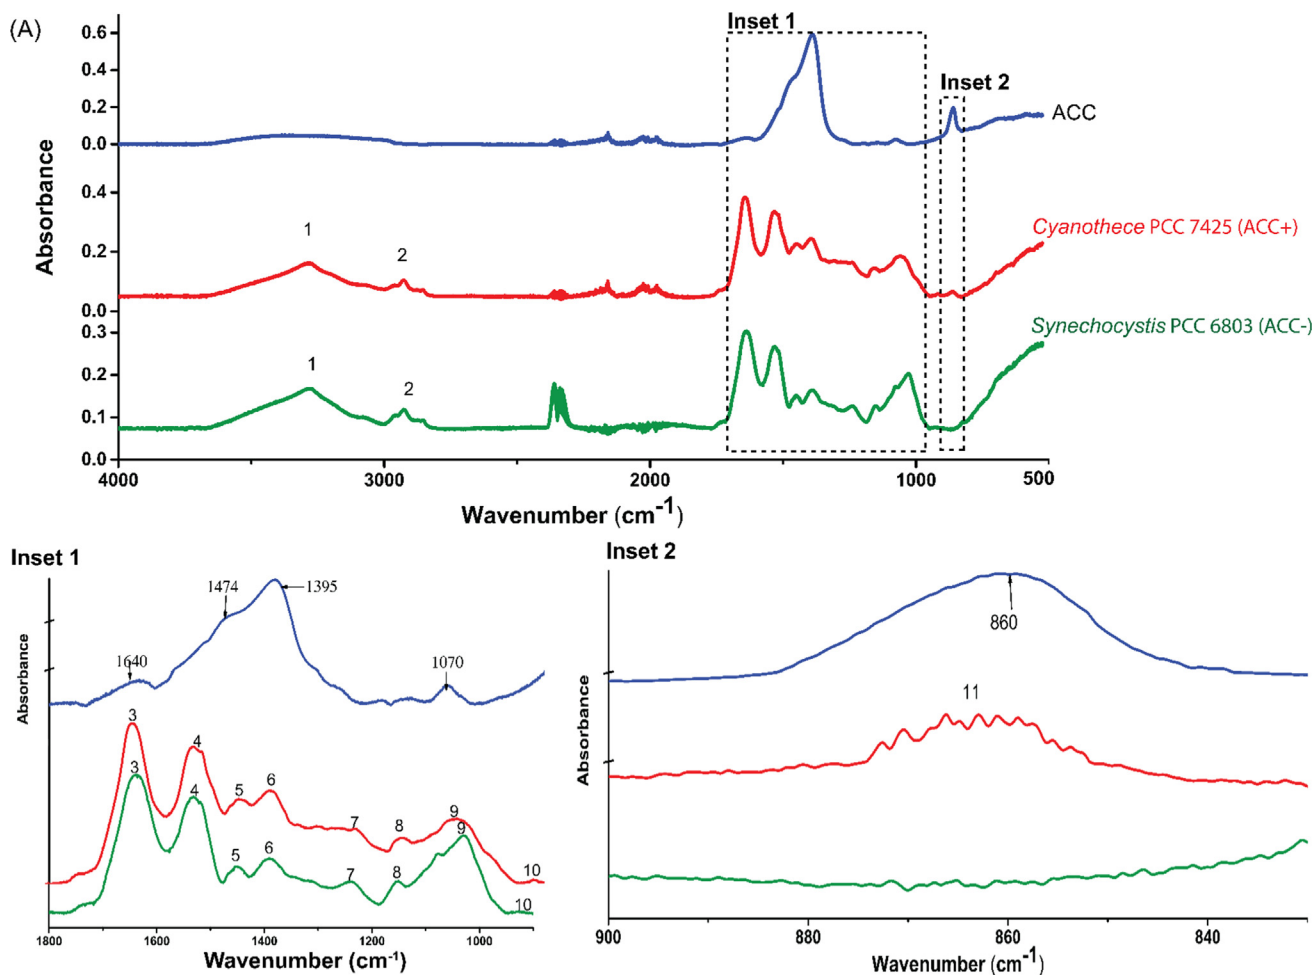 (A)
Inset 1
Inset 2
0.6
0.4
0.2
0.0
ACC
0.4
0.2
0.0
1
2
Cyanothece PCC 7425 (ACC+)
0.3
0.2
0.1
0.0
1
2
Synechocystis PCC 6803 (ACC-)
Absorbance
4000 3000 2000 1000 500
Wavenumber (cm-1)
Inset 1
1474
1395
1640
1070
3
4
5
6
7
8
9
10
3
4
5
6
7
8
9
10
Absorbance
1800 1600 1400 1200 1000
Wavenumber (cm-1)
Inset 2
860
11
Absorbance
900 880 860 840
Wavenumber (cm-1)